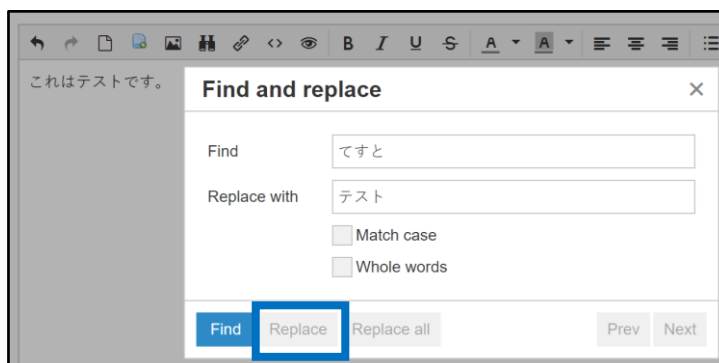 B I U S A A
これはテストです。
Find and replace
Find てすと
Replace with テスト
Match case
Whole words
Find Replace Replace all Prev Next